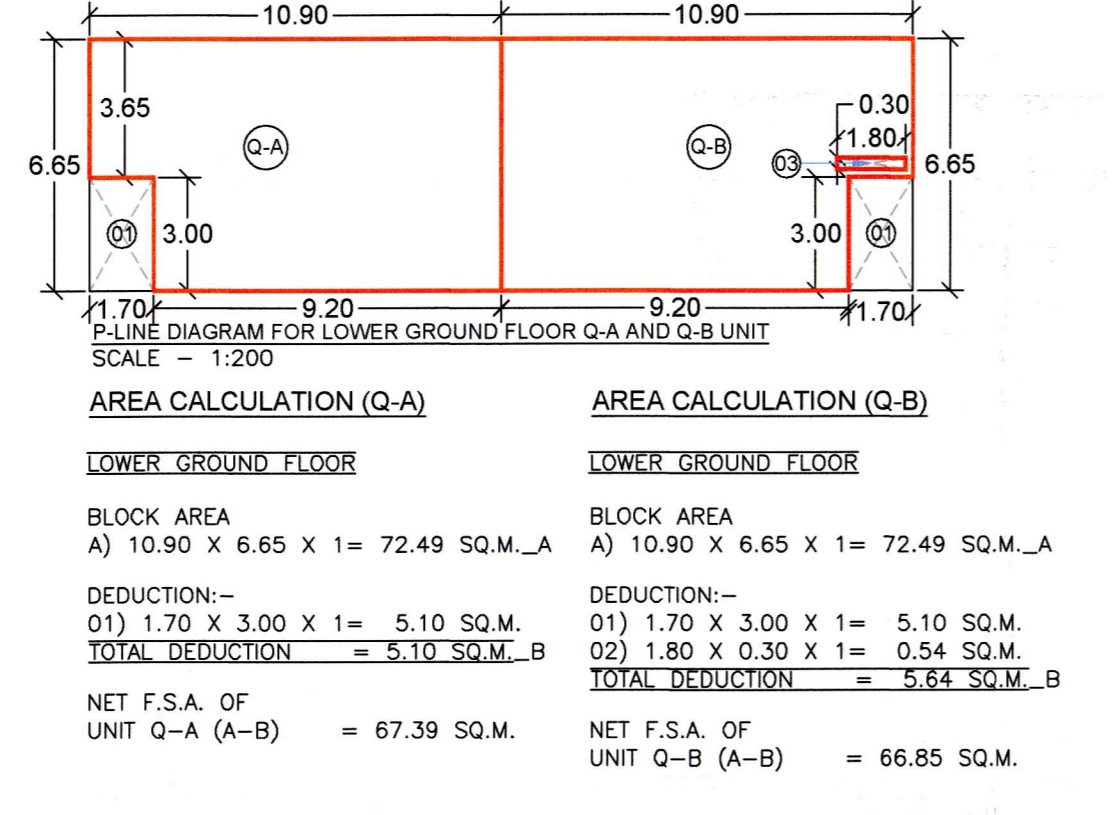 10.90 10.90
3.65
0.30
Q-A Q-B 1.80
6.65 03 6.65
01 3.00 3.00 01
1.70 9.20 9.20 1.70
P-LINE DIAGRAM FOR LOWER GROUND FLOOR Q-A AND Q-B UNIT
SCALE - 1:200
AREA CALCULATION (Q-A)
LOWER GROUND FLOOR
BLOCK AREA
A) 10.90 X 6.65 X 1= 72.49 SQ.M._A
DEDUCTION:-
01) 1.70 X 3.00 X 1= 5.10 SQ.M.
TOTAL DEDUCTION = 5.10 SQ.M._B
NET F.S.A. OF
UNIT Q-A (A-B) = 67.39 SQ.M.
AREA CALCULATION (Q-B)
LOWER GROUND FLOOR
BLOCK AREA
A) 10.90 X 6.65 X 1= 72.49 SQ.M._A
DEDUCTION:-
01) 1.70 X 3.00 X 1= 5.10 SQ.M.
02) 1.80 X 0.30 X 1= 0.54 SQ.M.
TOTAL DEDUCTION = 5.64 SQ.M._B
NET F.S.A. OF
UNIT Q-B (A-B) = 66.85 SQ.M.